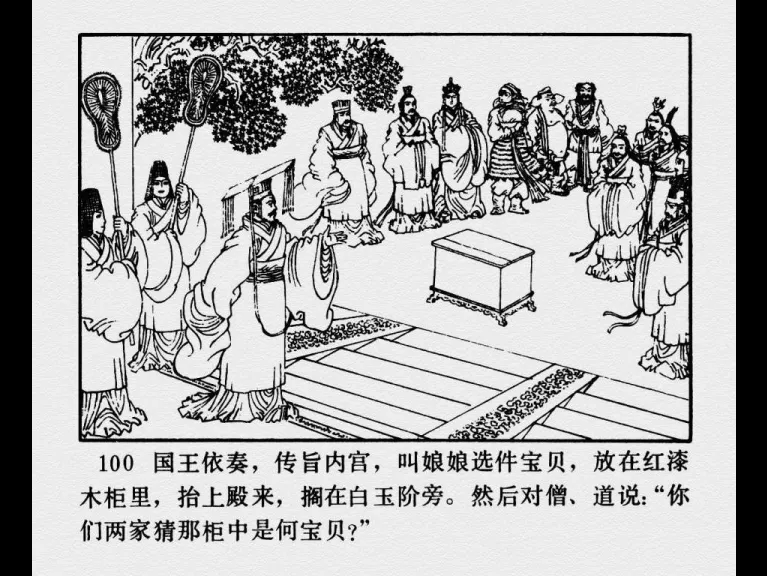 100 国王依奏，传旨内宫，叫娘娘选件宝贝，放在红漆
木柜里，抬上殿来，搁在白玉阶旁。然后对僧、道说：“你
们两家猜那柜中是何宝贝？”